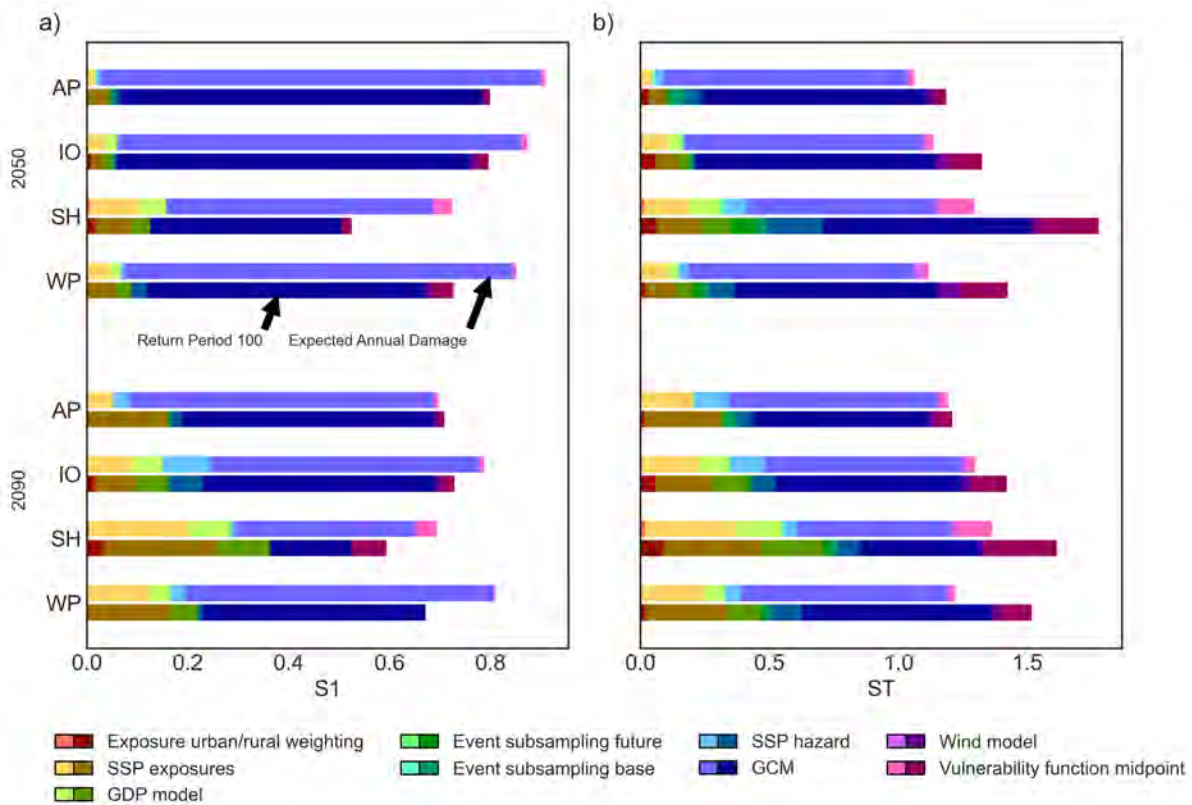 a)
b)
2050
AP
IO
SH
WP
Return Period 100
Expected Annual Damage
2090
AP
IO
SH
WP
0.0 0.2 0.4 0.6 0.8
S1
0.0 0.5 1.0 1.5
ST
Exposure urban/rural weighting
SSP exposures
GDP model
Event subsampling future
Event subsampling base
SSP hazard
GCM
Wind model
Vulnerability function midpoint